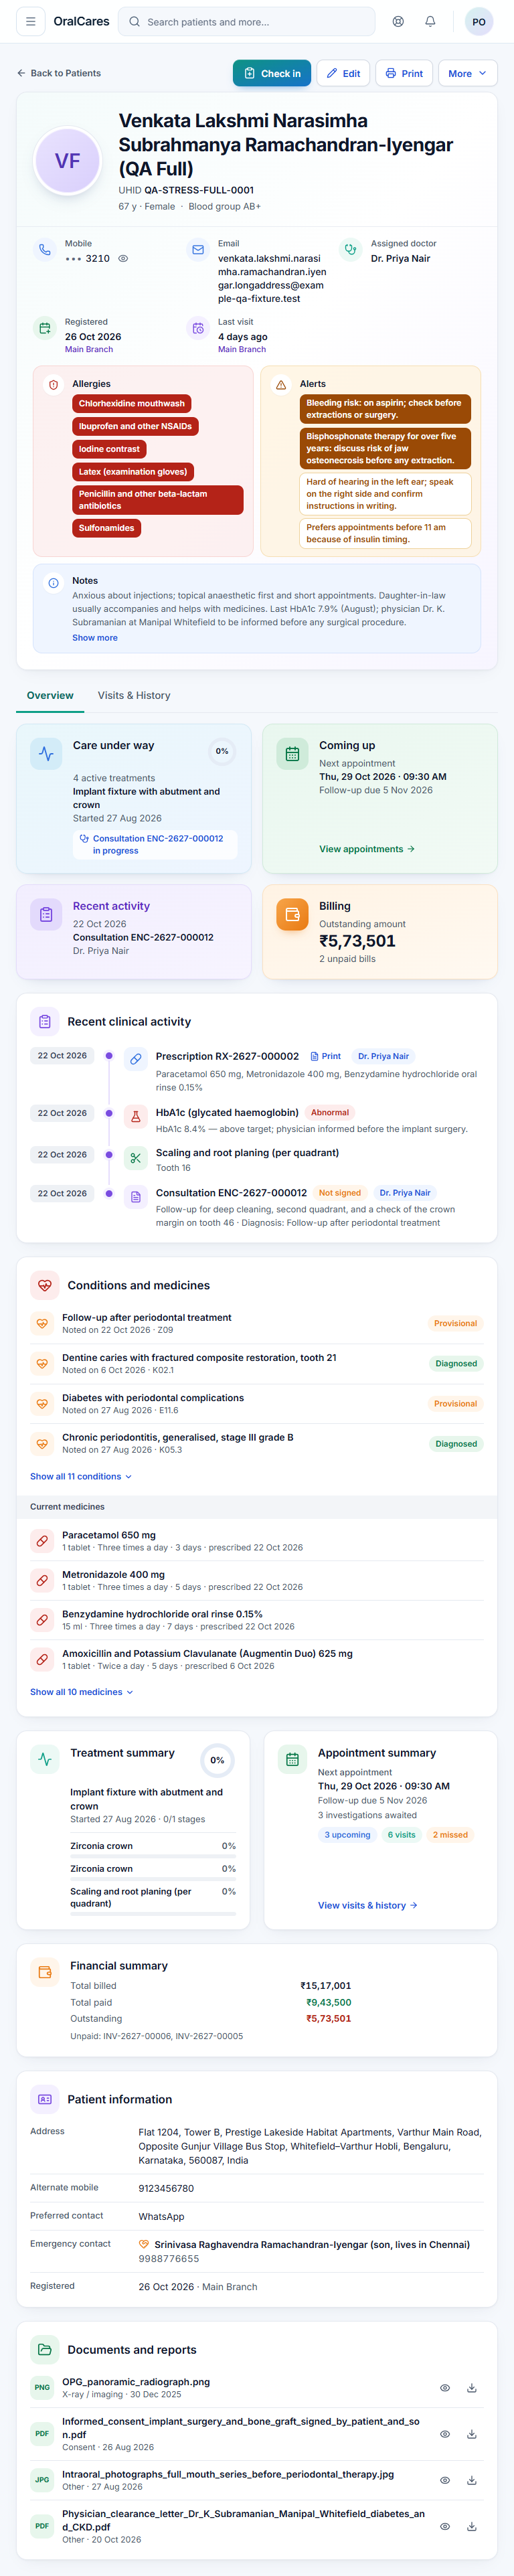 OralCares
Search patients and more...
PO
Back to Patients
Check in
Edit
Print
More
VF
Venkata Lakshmi Narasimha
Subrahmanya Ramachandran-Iyengar
(QA Full)
UHID QA-STRESS-FULL-0001
67 y · Female · Blood group AB+
Mobile
••• 3210
Email
venkata.lakshmi.narasi
mha.ramachandran.iyen
gar.longaddress@exam
ple-qa-fixture.test
Assigned doctor
Dr. Priya Nair
Registered
26 Oct 2026
Main Branch
Last visit
4 days ago
Main Branch
Allergies
Chlorhexidine mouthwash
Ibuprofen and other NSAIDs
Iodine contrast
Latex (examination gloves)
Penicillin and other beta-lactam
antibiotics
Sulfonamides
Alerts
Bleeding risk: on aspirin; check before
extractions or surgery.
Bisphosphonate therapy for over five
years: discuss risk of jaw
osteonecrosis before any extraction.
Hard of hearing in the left ear; speak
on the right side and confirm
instructions in writing.
Prefers appointments before 11 am
because of insulin timing.
Notes
Anxious about injections; topical anaesthetic first and short appointments. Daughter-in-law
usually accompanies and helps with medicines. Last HbA1c 7.9% (August); physician Dr. K.
Subramanian at Manipal Whitefield to be informed before any surgical procedure.
Show more
Overview
Visits & History
Care under way
0%
4 active treatments
Implant fixture with abutment and
crown
Started 27 Aug 2026
Consultation ENC-2627-000012
in progress
Coming up
Next appointment
Thu, 29 Oct 2026 · 09:30 AM
Follow-up due 5 Nov 2026
View appointments →
Recent activity
22 Oct 2026
Consultation ENC-2627-000012
Dr. Priya Nair
Billing
Outstanding amount
₹5,73,501
2 unpaid bills
Recent clinical activity
22 Oct 2026
Prescription RX-2627-000002
Print
Dr. Priya Nair
Paracetamol 650 mg, Metronidazole 400 mg, Benzydamine hydrochloride oral
rinse 0.15%
22 Oct 2026
HbA1c (glycated haemoglobin)
Abnormal
HbA1c 8.4% — above target; physician informed before the implant surgery.
22 Oct 2026
Scaling and root planing (per quadrant)
Tooth 16
22 Oct 2026
Consultation ENC-2627-000012
Not signed
Dr. Priya Nair
Follow-up for deep cleaning, second quadrant, and a check of the crown
margin on tooth 46 · Diagnosis: Follow-up after periodontal treatment
Conditions and medicines
Follow-up after periodontal treatment
Noted on 22 Oct 2026 · Z09
Provisional
Dentine caries with fractured composite restoration, tooth 21
Noted on 6 Oct 2026 · K02.1
Diagnosed
Diabetes with periodontal complications
Noted on 27 Aug 2026 · E11.6
Provisional
Chronic periodontitis, generalised, stage III grade B
Noted on 27 Aug 2026 · K05.3
Diagnosed
Show all 11 conditions
Current medicines
Paracetamol 650 mg
1 tablet · Three times a day · 3 days · prescribed 22 Oct 2026
Metronidazole 400 mg
1 tablet · Three times a day · 5 days · prescribed 22 Oct 2026
Benzydamine hydrochloride oral rinse 0.15%
15 ml · Three times a day · 7 days · prescribed 22 Oct 2026
Amoxicillin and Potassium Clavulanate (Augmentin Duo) 625 mg
1 tablet · Twice a day · 5 days · prescribed 6 Oct 2026
Show all 10 medicines
Treatment summary
0%
Implant fixture with abutment and
crown
Started 27 Aug 2026 · 0/1 stages
Zirconia crown 0%
Zirconia crown 0%
Scaling and root planing (per
quadrant) 0%
Appointment summary
Next appointment
Thu, 29 Oct 2026 · 09:30 AM
Follow-up due 5 Nov 2026
3 investigations awaited
3 upcoming
6 visits
2 missed
View visits & history →
Financial summary
Total billed ₹15,17,001
Total paid ₹9,43,500
Outstanding ₹5,73,501
Unpaid: INV-2627-00006, INV-2627-00005
Patient information
Address
Flat 1204, Tower B, Prestige Lakeside Habitat Apartments, Varthur Main Road,
Opposite Gunjur Village Bus Stop, Whitefield–Varthur Hobli, Bengaluru,
Karnataka, 560087, India
Alternate mobile
9123456780
Preferred contact
WhatsApp
Emergency contact
Srinivasa Raghavendra Ramachandran-Iyengar (son, lives in Chennai)
9988776655
Registered
26 Oct 2026 · Main Branch
Documents and reports
PNG
OPG_panoramic_radiograph.png
X-ray / imaging · 30 Dec 2025
PDF
Informed_consent_implant_surgery_and_bone_graft_signed_by_patient_and_so
n.pdf
Consent · 26 Aug 2026
JPG
Intraoral_photographs_full_mouth_series_before_periodontal_therapy.jpg
Other · 27 Aug 2026
PDF
Physician_clearance_letter_Dr_K_Subramanian_Manipal_Whitefield_diabetes_an
d_CKD.pdf
Other · 20 Oct 2026